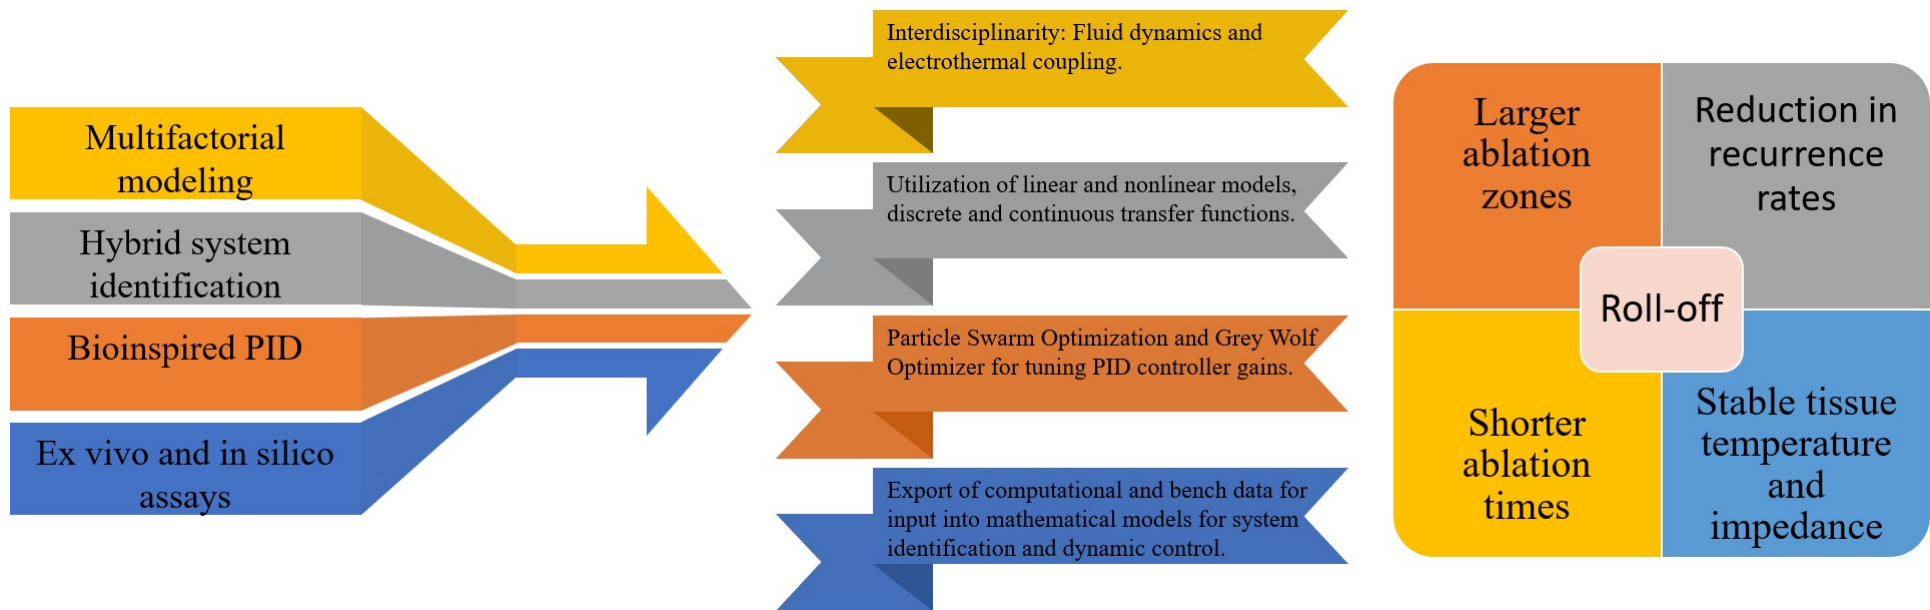 Multifactorial
modeling
Hybrid system
identification
Bioinspired PID
Ex vivo and in silico
assays
Interdisciplinarity: Fluid dynamics and
electrothermal coupling.
Utilization of linear and nonlinear models,
discrete and continuous transfer functions.
Particle Swarm Optimization and Grey Wolf
Optimizer for tuning PID controller gains.
Export of computational and bench data for
input into mathematical models for system
identification and dynamic control.
Larger
ablation
zones
Reduction in
recurrence
rates
Roll-off
Shorter
ablation
times
Stable tissue
temperature
and
impedance